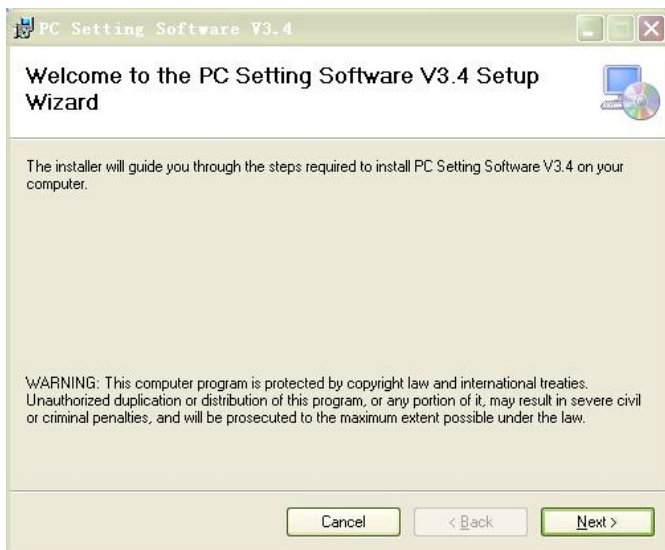 PC Setting Software V3.4
Welcome to the PC Setting Software V3.4 Setup
Wizard
The installer will guide you through the steps required to install PC Setting Software V3.4 on your
computer.
WARNING: This computer program is protected by copyright law and international treaties.
Unauthorized duplication or distribution of this program, or any portion of it, may result in severe civil
or criminal penalties, and will be prosecuted to the maximum extent possible under the law.
Cancel
< Back
Next >